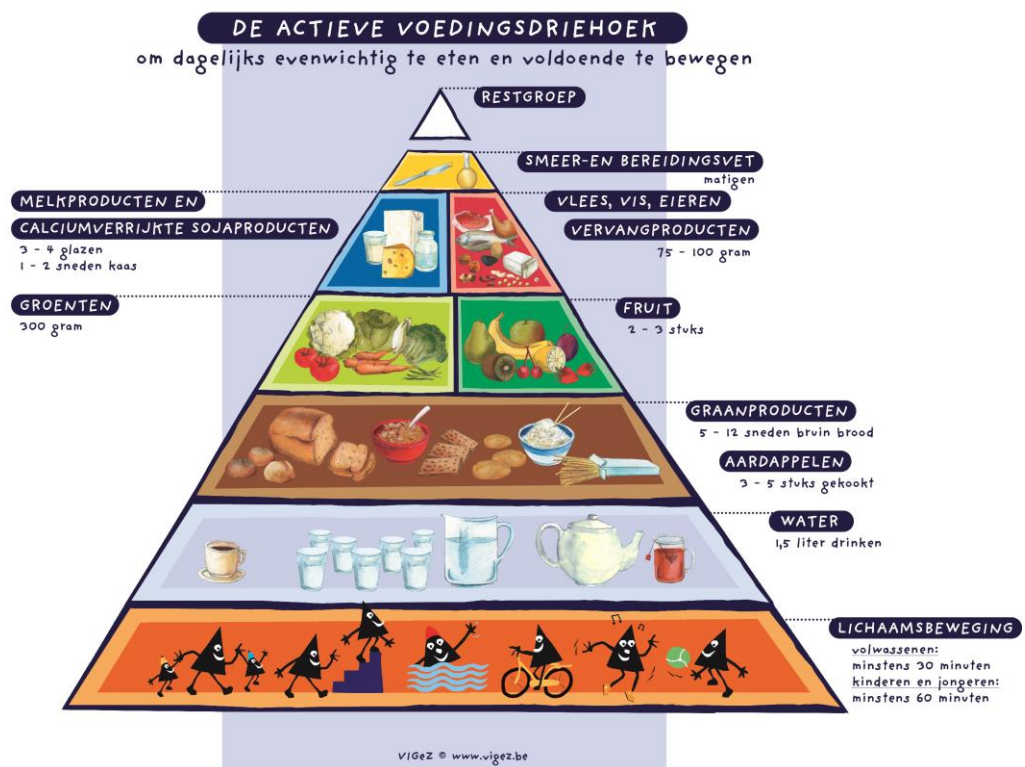 DE ACTIEVE VOEDINGSDRIEHOEK
om dagelijks evenwichtig te eten en voldoende te bewegen
RESTGROEP
SMEER-EN BEREIDINGSVET
matigen
MELKPRODUCTEN EN
CALCIUMVERRIJKTE SOJAPRODUCTEN
3 - 4 glazen
1 - 2 sneden kaas
VLEES, VIS, EIEREN
VERVANGPRODUCTEN
75 - 100 gram
GROENTEN
300 gram
FRUIT
2 - 3 stuks
GRAANPRODUCTEN
5 - 12 sneden bruin brood
AARDAPPELEN
3 - 5 stuks gekookt
WATER
1,5 liter drinken
LICHAAMSBEWEGING
volwassenen:
minstens 30 minuten
kinderen en jongeren:
minstens 60 minuten
VIGeZ © www.vigez.be